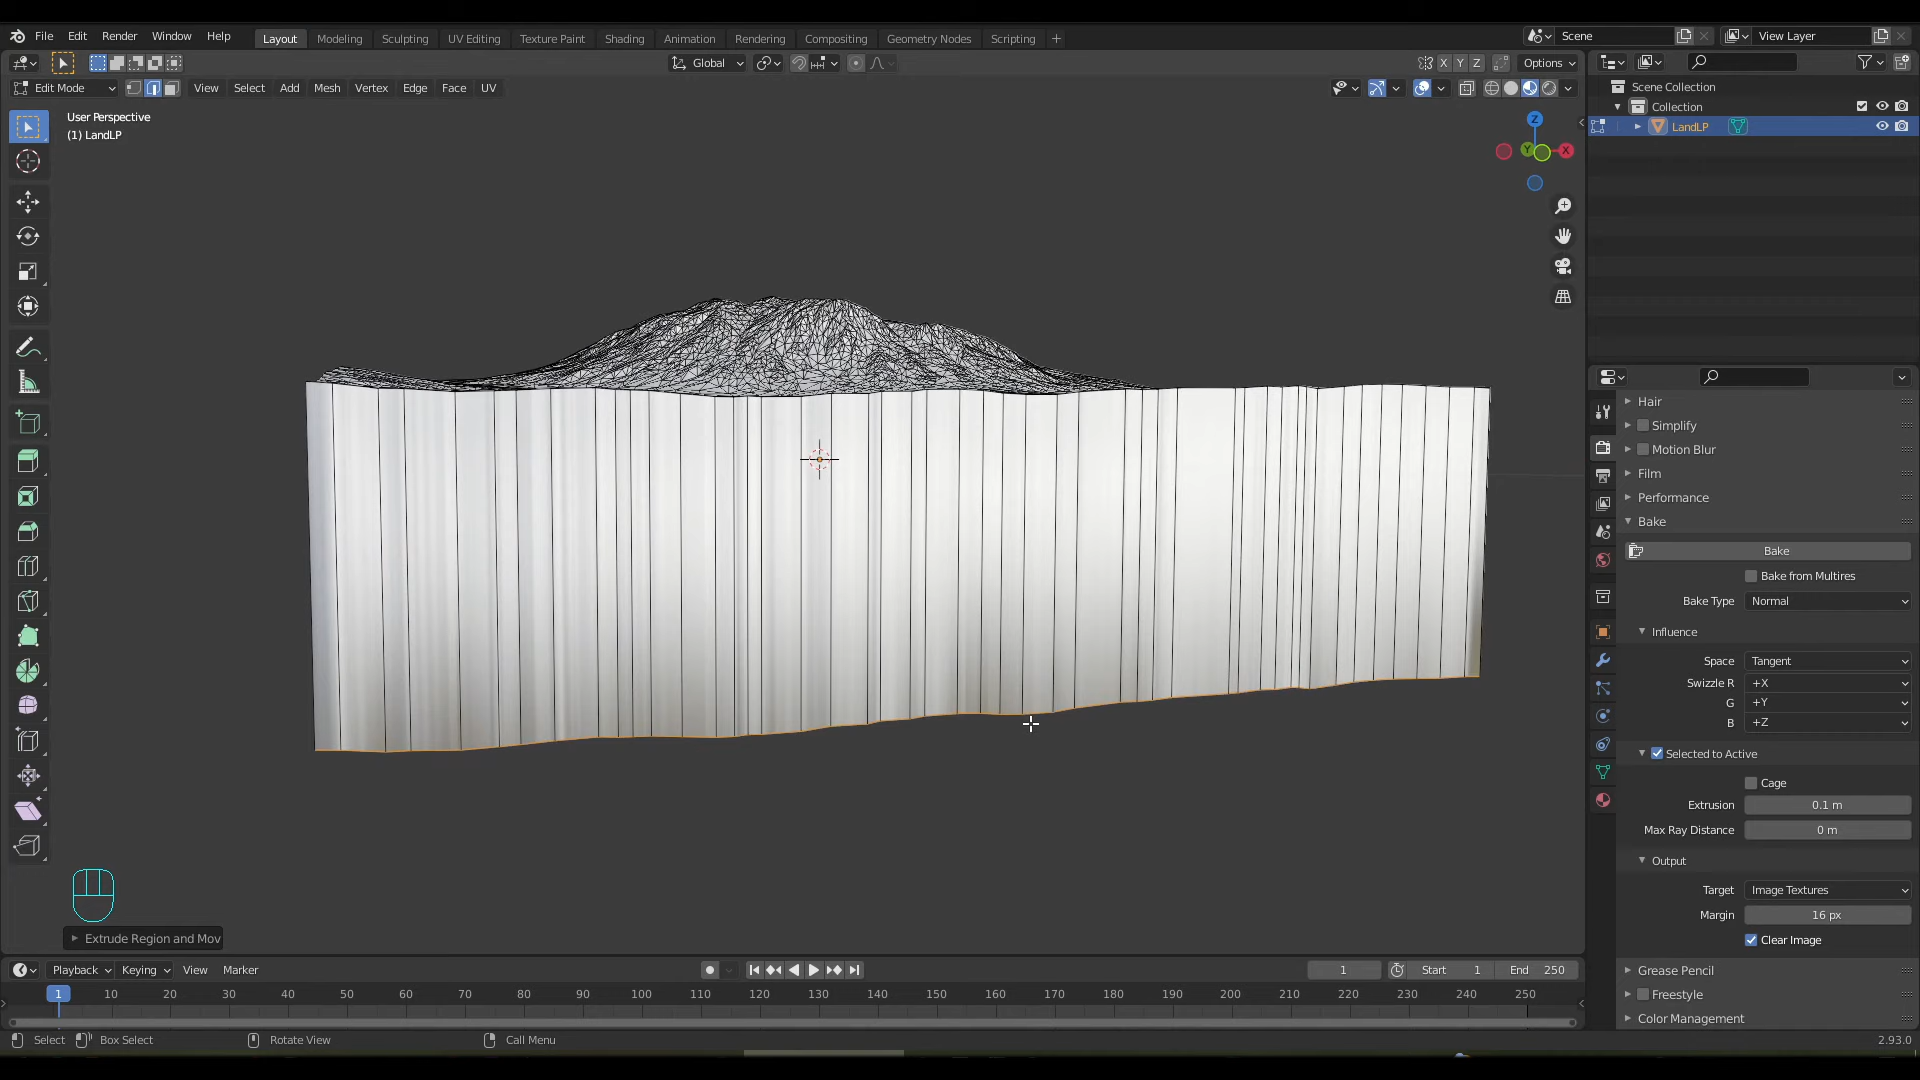 File Edit Render Window Help Layout Modeling Sculpting UV Editing Texture Paint Shading Animation Rendering Compositing Geometry Nodes Scripting + Scene View Layer
Global X Y Z Options
Edit Mode View Select Add Mesh Vertex Edge Face UV
Scene Collection
Collection
LandLP
User Perspective
(1) LandLP
Z
Y
X
Hair
Simplify
Motion Blur
Film
Performance
Bake
Bake
Bake from Multires
Bake Type Normal
Influence
Space Tangent
Swizzle R +X
G +Y
B +Z
Selected to Active
Cage
Extrusion 0.1 m
Max Ray Distance 0 m
Output
Target Image Textures
Margin 16 px
Clear Image
Grease Pencil
Freestyle
Color Management
Extrude Region and Mov
Playback Keying View Marker 1 Start 1 End 250
1 10 20 30 40 50 60 70 80 90 100 110 120 130 140 150 160 170 180 190 200 210 220 230 240 250
Select Box Select Rotate View Call Menu 2.93.0